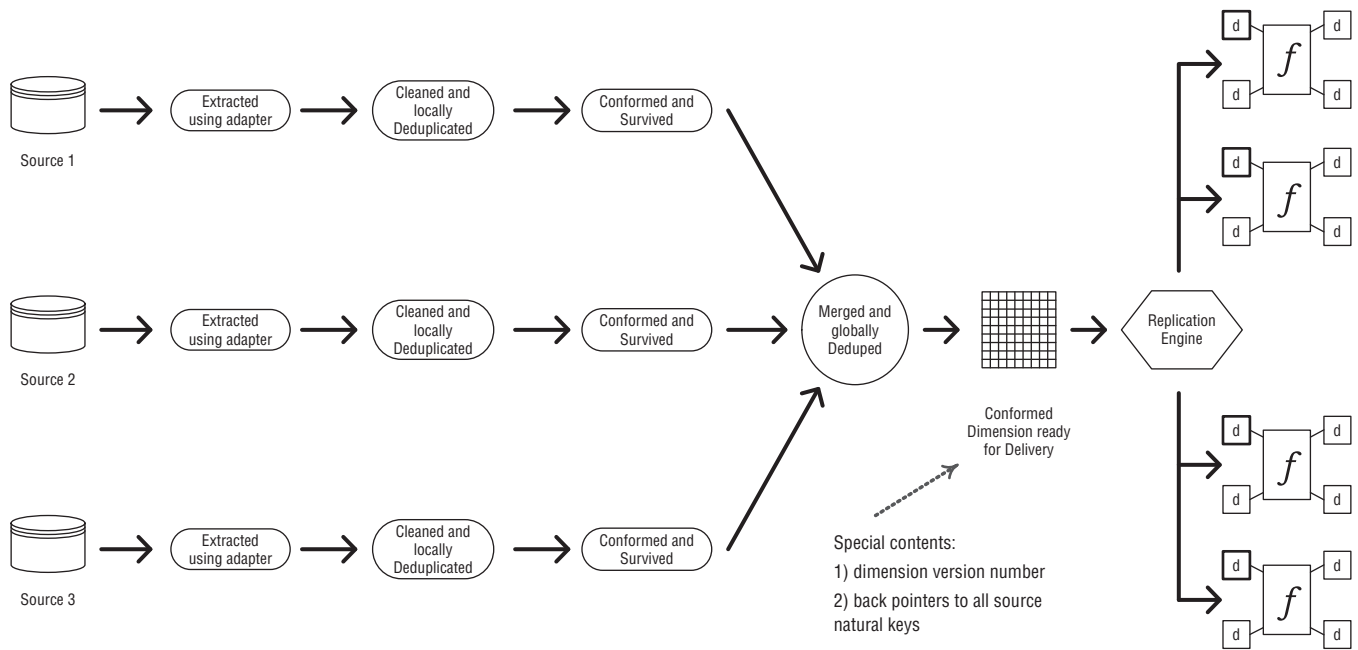 Extracted
using adapter
Cleaned and
locally
Deduplicated
Conformed and
Survived
Source 1
Extracted
using adapter
Cleaned and
locally
Deduplicated
Conformed and
Survived
Source 2
Extracted
using adapter
Cleaned and
locally
Deduplicated
Conformed and
Survived
Source 3
Merged and
globally
Deduped
Conformed
Dimension ready
for Delivery
Special contents:
1) dimension version number
2) back pointers to all source
natural keys
Replication
Engine
d f d
d d
d f d
d d
d f d
d d
d f d
d d